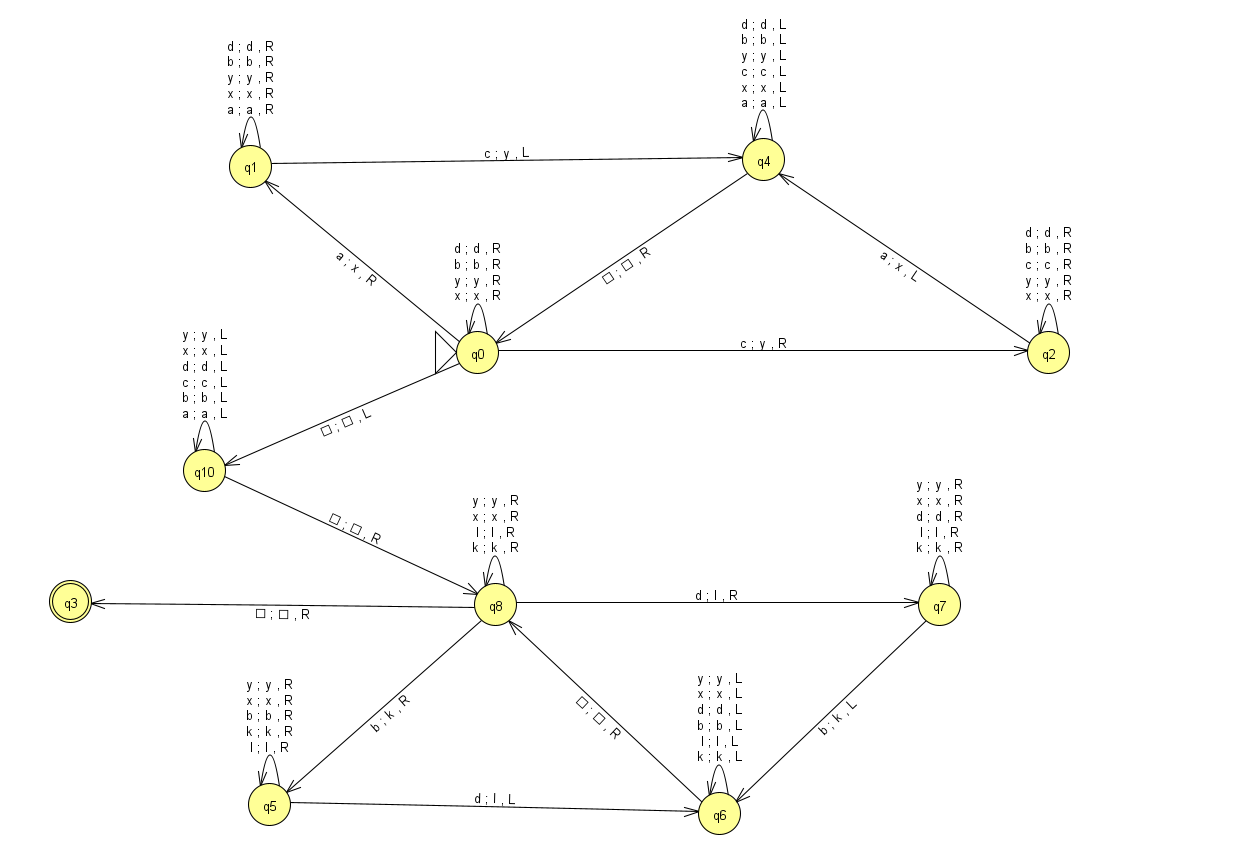 d ; d , L
b ; b , L
y ; y , L
c ; c , L
x ; x , L
a ; a , L
q4
d ; d , R
b ; b , R
y ; y , R
x ; x , R
a ; a , R
q1
c ; y , L
a ; x , R
□ ; □ , R
a ; x , L
d ; d , R
b ; b , R
c ; c , R
y ; y , R
x ; x , R
q2
d ; d , R
b ; b , R
y ; y , R
x ; x , R
q0
c ; y , R
y ; y , L
x ; x , L
d ; d , L
c ; c , L
b ; b , L
a ; a , L
q10
□ ; □ , L
□ ; □ , R
y ; y , R
x ; x , R
l ; l , R
k ; k , R
q8
y ; y , R
x ; x , R
d ; d , R
l ; l , R
k ; k , R
q7
d ; l , R
q3
□ ; □ , R
b ; k , R
□ ; □ , R
b ; k , L
y ; y , R
x ; x , R
b ; b , R
k ; k , R
l ; l , R
q5
d ; l , L
y ; y , L
x ; x , L
d ; d , L
b ; b , L
l ; l , L
k ; k , L
q6